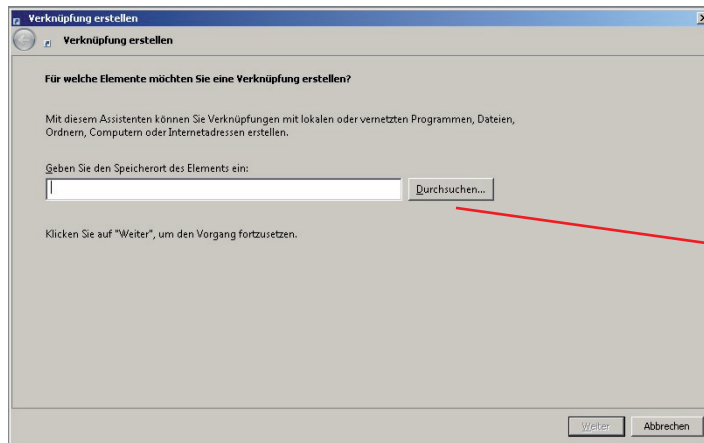 Verknüpfung erstellen
Verknüpfung erstellen
Für welche Elemente möchten Sie eine Verknüpfung erstellen?
Mit diesem Assistenten können Sie Verknüpfungen mit lokalen oder vernetzten Programmen, Dateien,
Ordnern, Computern oder Internetadressen erstellen.
Geben Sie den Speicherort des Elements ein:
Durchsuchen...
Klicken Sie auf "Weiter", um den Vorgang fortzusetzen.
Weiter Abbrechen